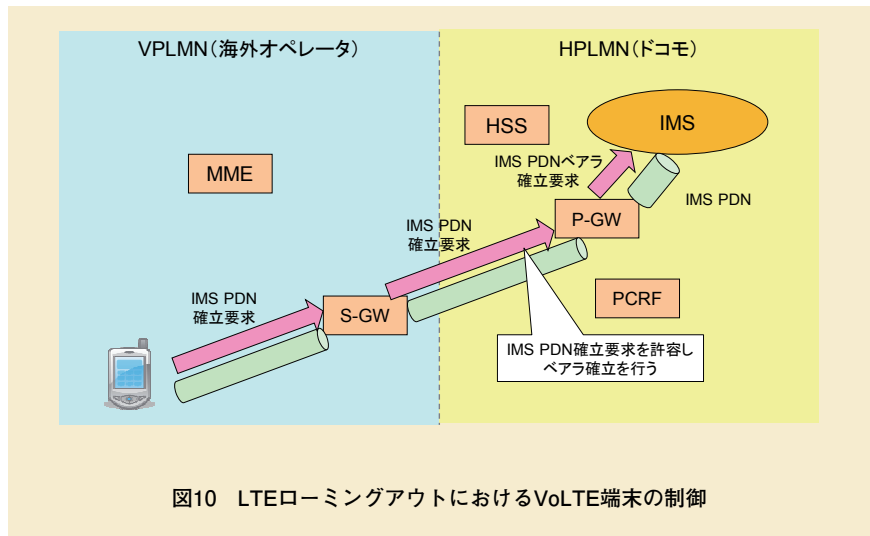 VPLMN(海外オペレータ)
HPLMN(ドコモ)
HSS
IMS
MME
IMS PDNベアラ
確立要求
IMS PDN
P-GW
IMS PDN
確立要求
PCRF
IMS PDN
確立要求
S-GW
IMS PDN確立要求を許容し
ベアラ確立を行う
図10 LTEローミングアウトにおけるVoLTE端末の制御